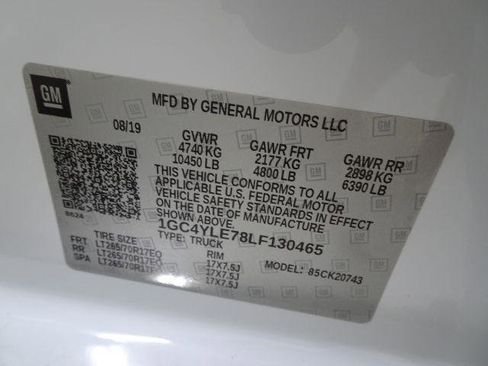 GM
MFD BY GENERAL MOTORS LLC
08/19
GVWR GAWR FRT GAWR RR
4740 KG 2177 KG 2898 KG
10450 LB 4800 LB 6390 LB
THIS VEHICLE CONFORMS TO ALL
APPLICABLE U.S. FEDERAL MOTOR
VEHICLE SAFETY STANDARDS IN EFFECT
ON THE DATE OF MANUFACTURE
SHOWN ABOVE.
1GC4YLE78LF130465
8624
TYPE: TRUCK MODEL: 85CK20743
TIRE SIZE RIM
FRT LT265/70R17EQ 17X7.5J
RR LT265/70R17EQ 17X7.5J
SPA LT265/70R17 17X7.5J